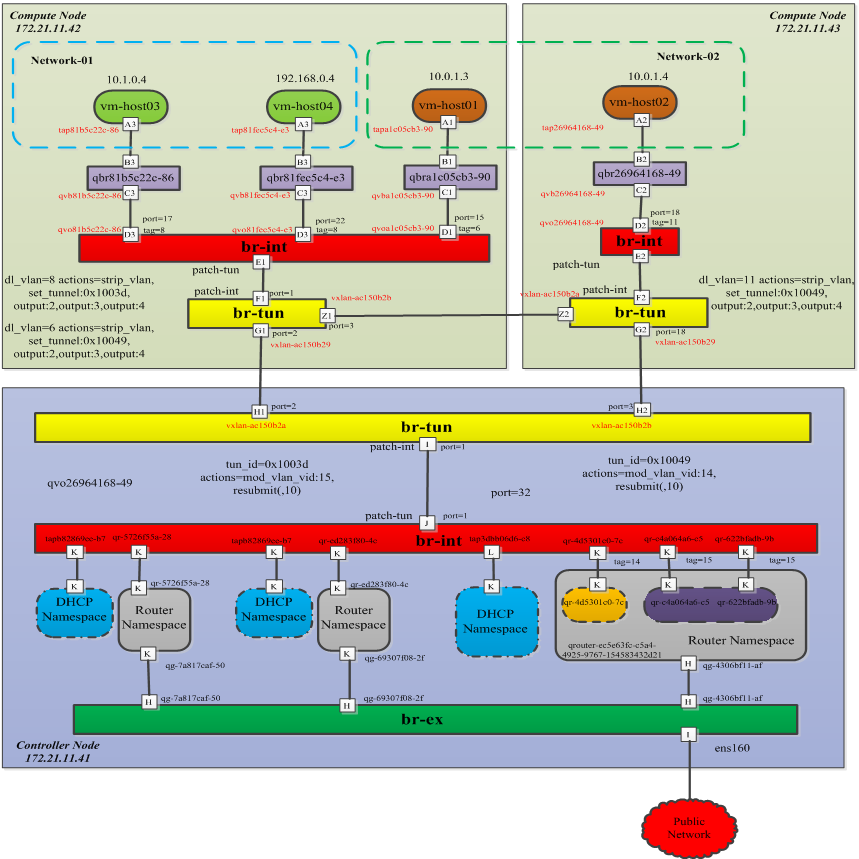 Compute Node
172.21.11.42
Compute Node
172.21.11.43
Network-01
Network-02
10.1.0.4
192.168.0.4
10.0.1.3
10.0.1.4
vm-host03
vm-host04
vm-host01
vm-host02
A3
A3
A1
A2
tap81b5c22c-86
tap81fec5c4-e3
tapa1c05cb3-90
tap26964168-49
B3
B3
B1
B2
qbr81b5c22c-86
qbr81fec5c4-e3
qbra1c05cb3-90
qbr26964168-49
C3
C3
C1
C2
qvb81b5c22c-86
qvb81fec5c4-e3
qvba1c05cb3-90
qvb26964168-49
port=17
port=22
port=15
port=18
qvo81b5c22c-86
tag=8
qvo81fec5c4-e3
tag=8
qvoa1c05cb3-90
tag=6
qvo26964168-49
tag=11
D3
D3
D1
D2
br-int
br-int
E1
E2
patch-tun
patch-tun
dl_vlan=8 actions=strip_vlan,
set_tunnel:0x1003d,
output:2,output:3,output:4
dl_vlan=6 actions=strip_vlan,
set_tunnel:0x10049,
output:2,output:3,output:4
dl_vlan=11 actions=strip_vlan,
set_tunnel:0x10049,
output:2,output:3,output:4
patch-int
F1
port=1
vxlan-ac150b2b
vxlan-ac150b2a
patch-int
F2
br-tun
Z1
Z2
br-tun
port=3
G1
port=2
G2
port=18
vxlan-ac150b29
vxlan-ac150b29
H1
port=2
port=3
H2
br-tun
vxlan-ac150b2a
vxlan-ac150b2b
patch-int
I
port=1
qvo26964168-49
tun_id=0x1003d
actions=mod_vlan_vid:15,
resubmit(,10)
tun_id=0x10049
actions=mod_vlan_vid:14,
resubmit(,10)
port=32
patch-tun
J
port=1
br-int
qr-5726f55a-28
qr-ed283f80-4c
qr-4d5301c0-7c
qr-c4a064a6-c5
qr-622bfadb-9b
K
K
K
K
L
K
K
K
tag=14
tag=15
tag=15
K
K
K
K
K
K
K
K
qr-5726f55a-28
qr-ed283f80-4c
DHCP
Namespace
Router
Namespace
DHCP
Namespace
Router
Namespace
DHCP
Namespace
qr-4d5301c0-7c
qr-c4a064a6-c5
qr-622bfadb-9b
Router Namespace
qrouter-ec5e63fc-c5a4-
4925-9767-154583432d21
K
K
H
qg-7a817caf-50
qg-69307f08-2f
qg-4306bf11-af
H
H
H
qg-7a817caf-50
qg-69307f08-2f
qg-4306bf11-af
br-ex
I
ens160
Controller Node
172.21.11.41
Public
Network